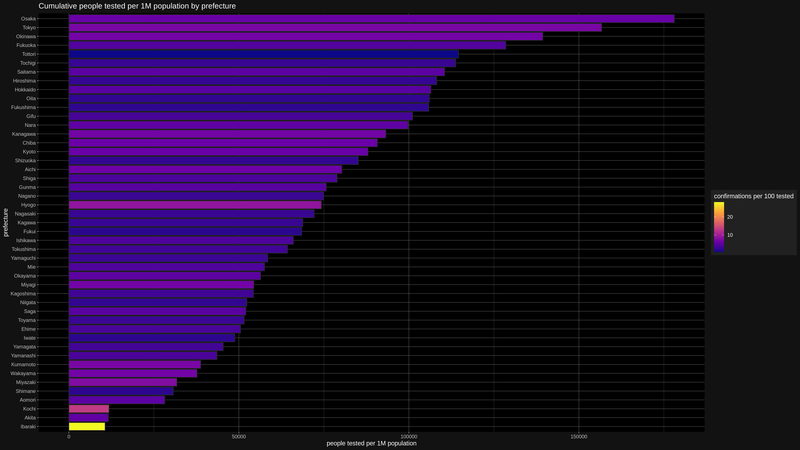 Cumulative people tested per 1M population by prefecture
prefecture
Osaka
Tokyo
Okinawa
Fukuoka
Tottori
Tochigi
Saitama
Hiroshima
Hokkaido
Oita
Fukushima
Gifu
Nara
Kanagawa
Chiba
Kyoto
Shizuoka
Aichi
Shiga
Gunma
Nagano
Hyogo
Nagasaki
Kagawa
Fukui
Ishikawa
Tokushima
Yamaguchi
Mie
Okayama
Miyagi
Kagoshima
Niigata
Saga
Toyama
Ehime
Iwate
Yamagata
Yamanashi
Kumamoto
Wakayama
Miyazaki
Shimane
Aomori
Kochi
Akita
Ibaraki
0 50000 100000 150000
people tested per 1M population
confirmations per 100 tested
20
10